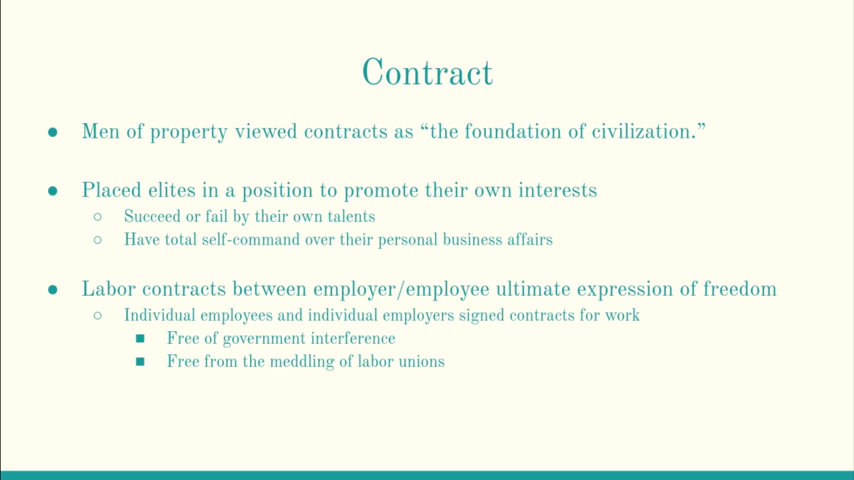 Contract
● Men of property viewed contracts as “the foundation of civilization.”
● Placed elites in a position to promote their own interests
○ Succeed or fail by their own talents
○ Have total self-command over their personal business affairs
● Labor contracts between employer/employee ultimate expression of freedom
○ Individual employees and individual employers signed contracts for work
■ Free of government interference
■ Free from the meddling of labor unions